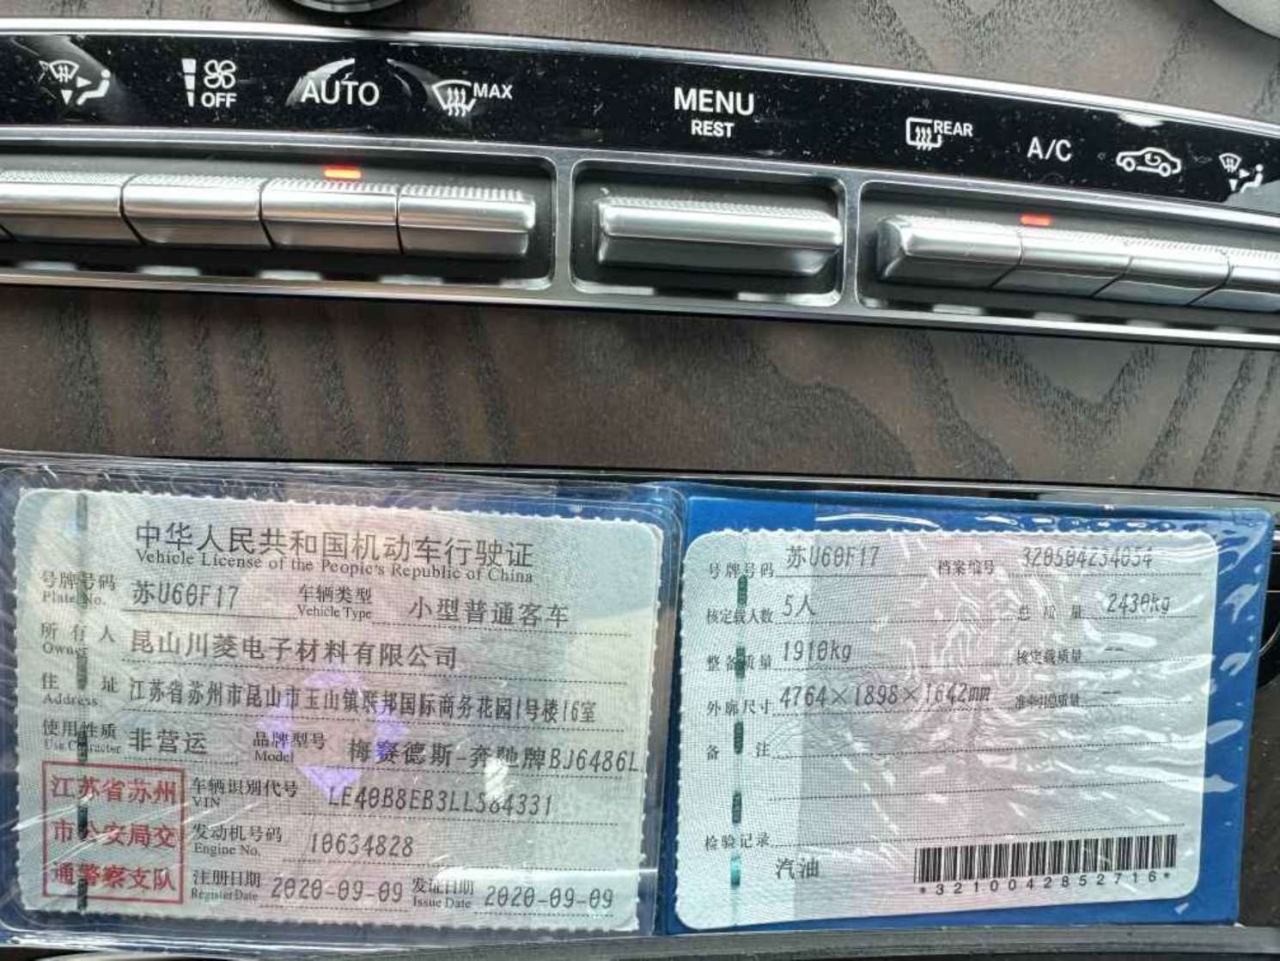 OFF
AUTO
MAX
MENU
REST
REAR
A/C
中华人民共和国机动车行驶证
Vehicle License of the People's Republic of China
号牌号码 苏U60F17 车辆类型 小型普通客车
Plate No. Vehicle Type
所有人 昆山川菱电子材料有限公司
Owner
住址 江苏省苏州市昆山市玉山镇联邦国际商务花园1号楼16室
Address
使用性质 非营运 品牌型号 梅赛德斯-奔驰牌BJ6486L
Use Character Model
江苏省苏州
市公安局交
通警察支队
车辆识别代号 LE40B8EB3LL584331
VIN
发动机号码 10634828
Engine No.
注册日期 2020-09-09 发证日期 2020-09-09
Register Date Issue Date
号牌号码 苏U60F17 档案编号 320504234054
核定载人数 5人 总质量 2430kg
整备质量 1910kg 核定载质量 --
外廓尺寸 4764×1898×1642mm 准牵引总质量 --
备注
检验记录
汽油
*3210042852716*